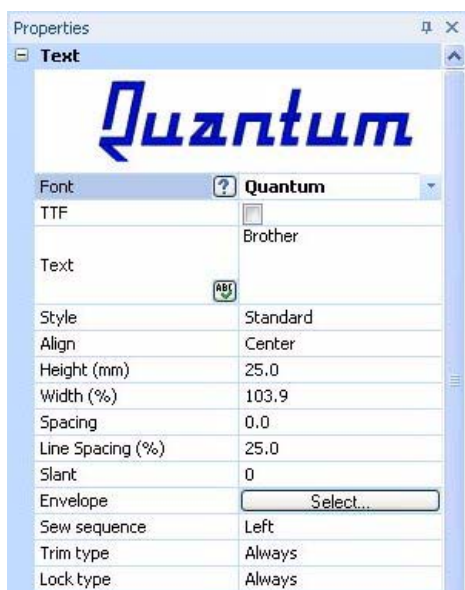 Properties
Text
Quantum
Font ? Quantum
TTF
Brother
Text
ABC
Style Standard
Align Center
Height (mm) 25.0
Width (%) 103.9
Spacing 0.0
Line Spacing (%) 25.0
Slant 0
Envelope Select...
Sew sequence Left
Trim type Always
Lock type Always